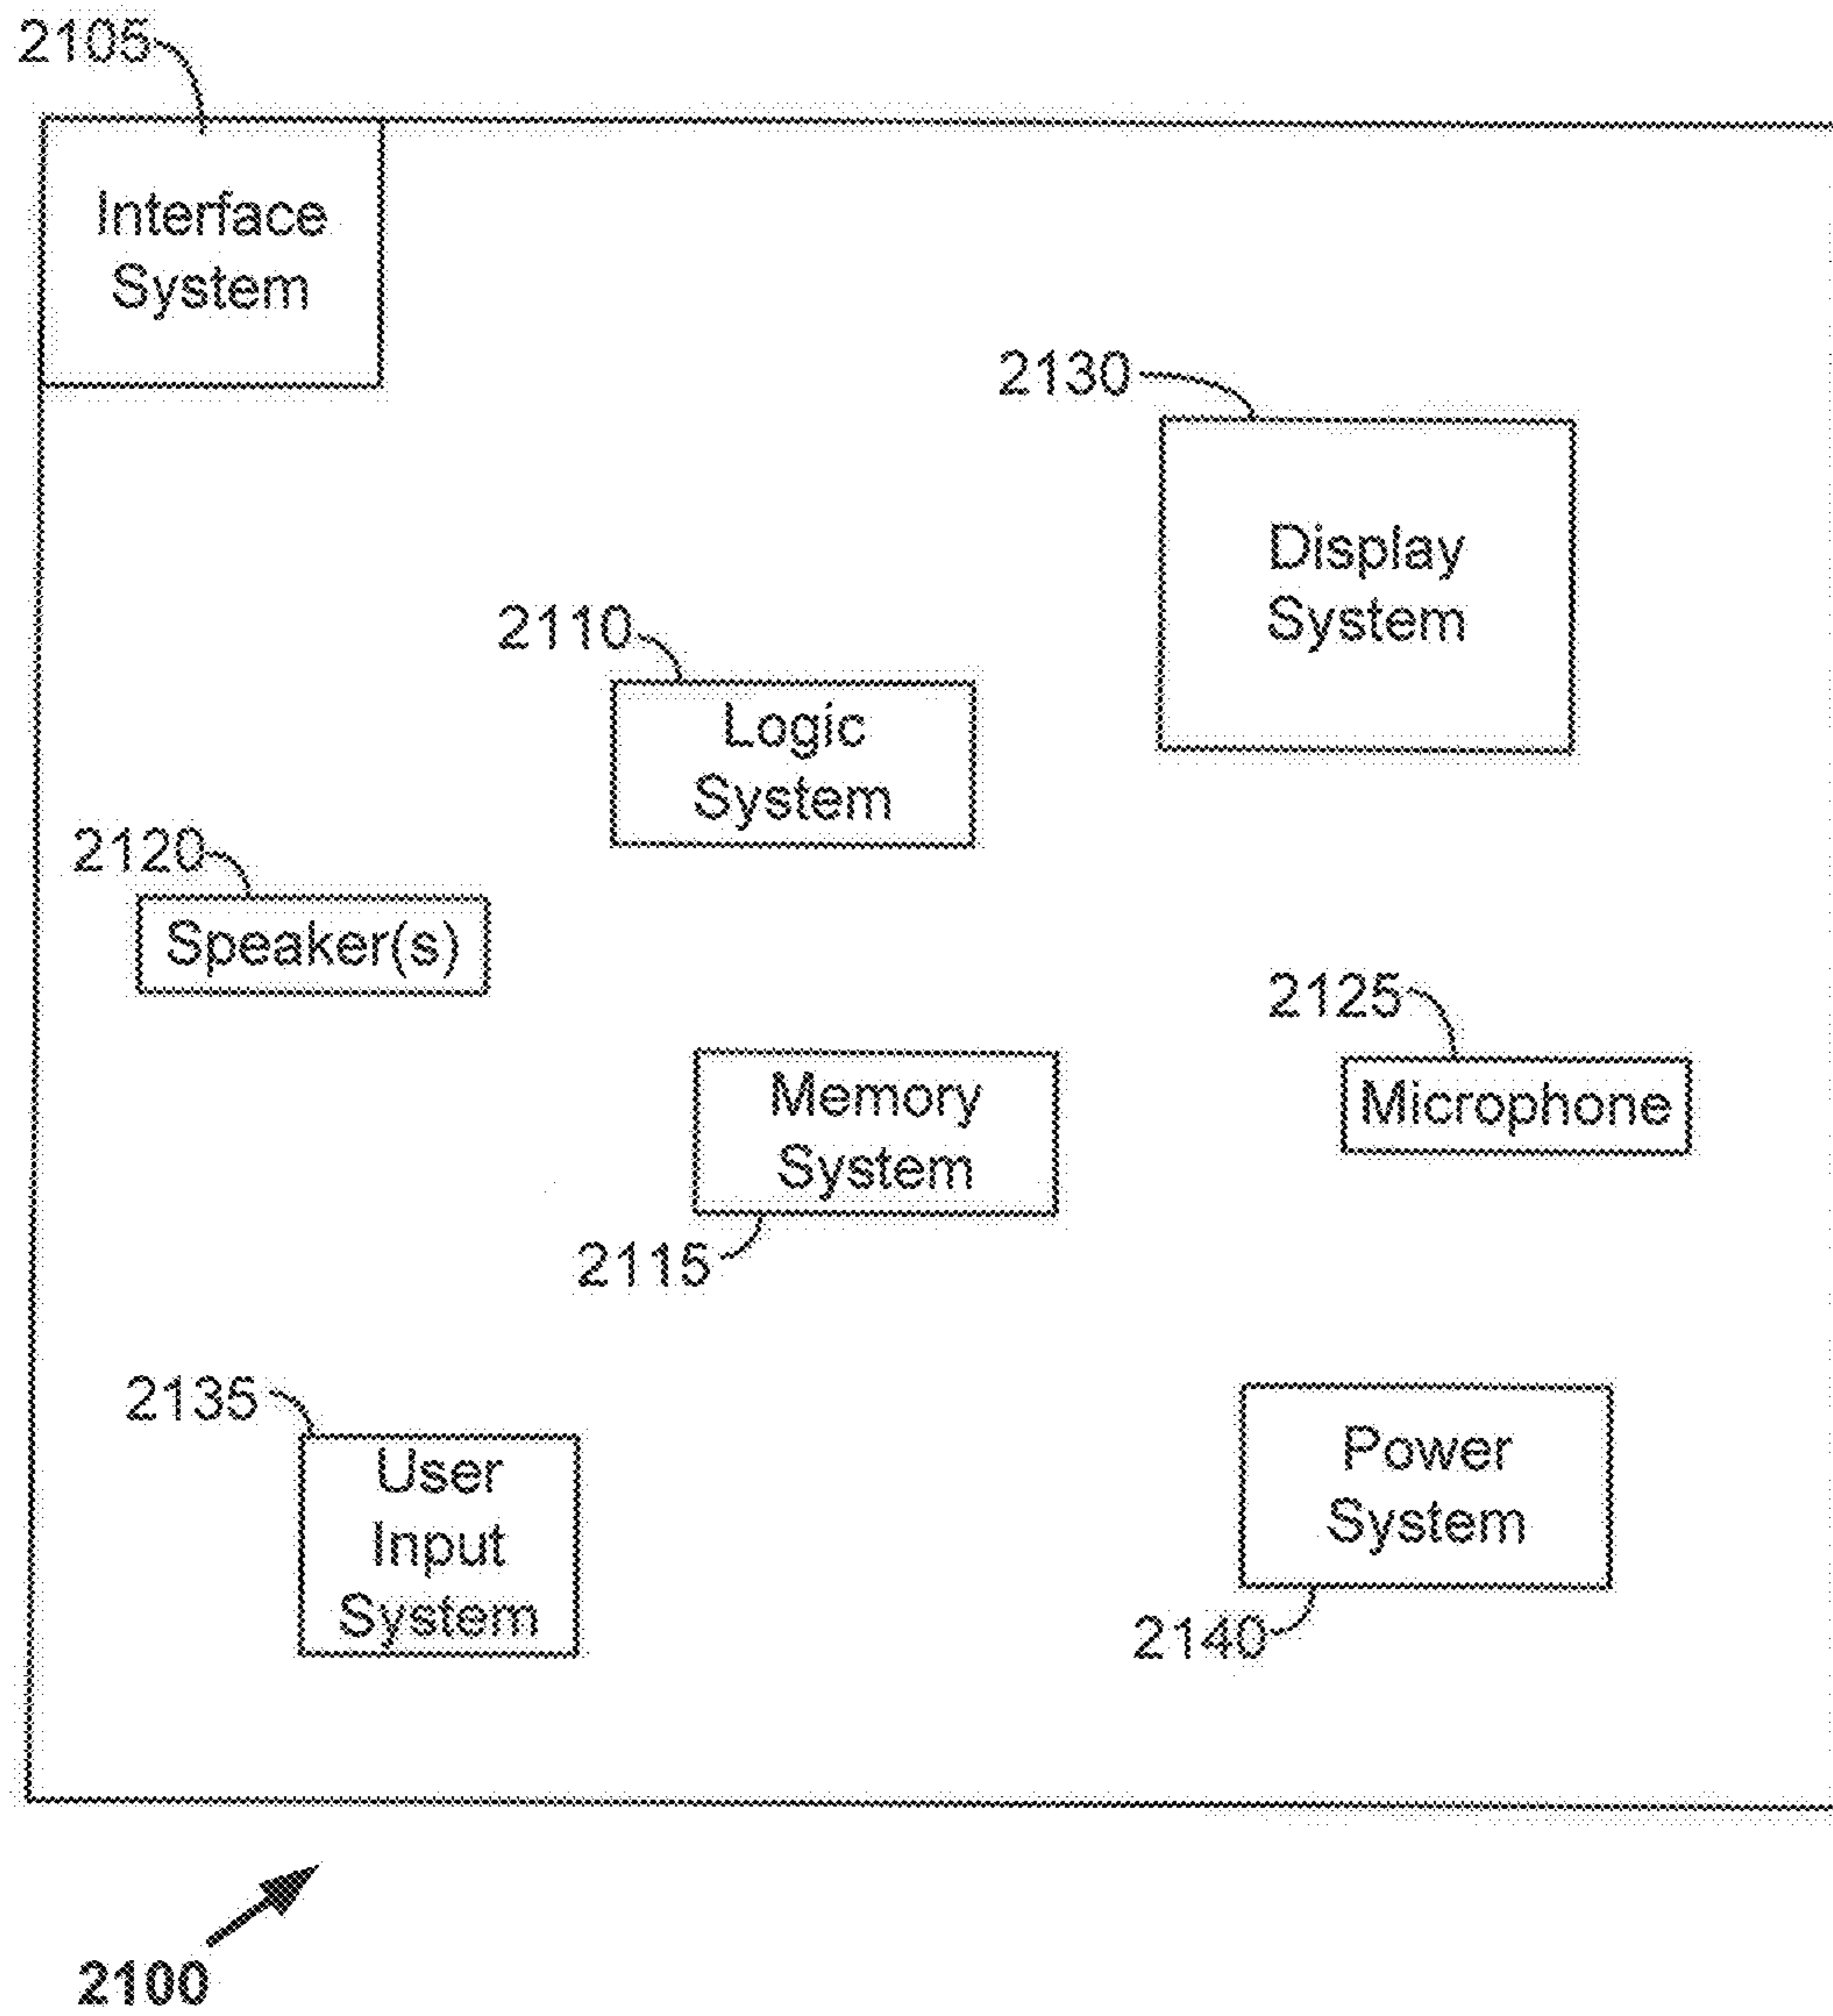 2105
Interface
System
2130
Display
System
2110
Logic
System
2120
Speaker(s)
2125
Microphone
Memory
System
2115
2135
User
Input
System
Power
System
2140
2100